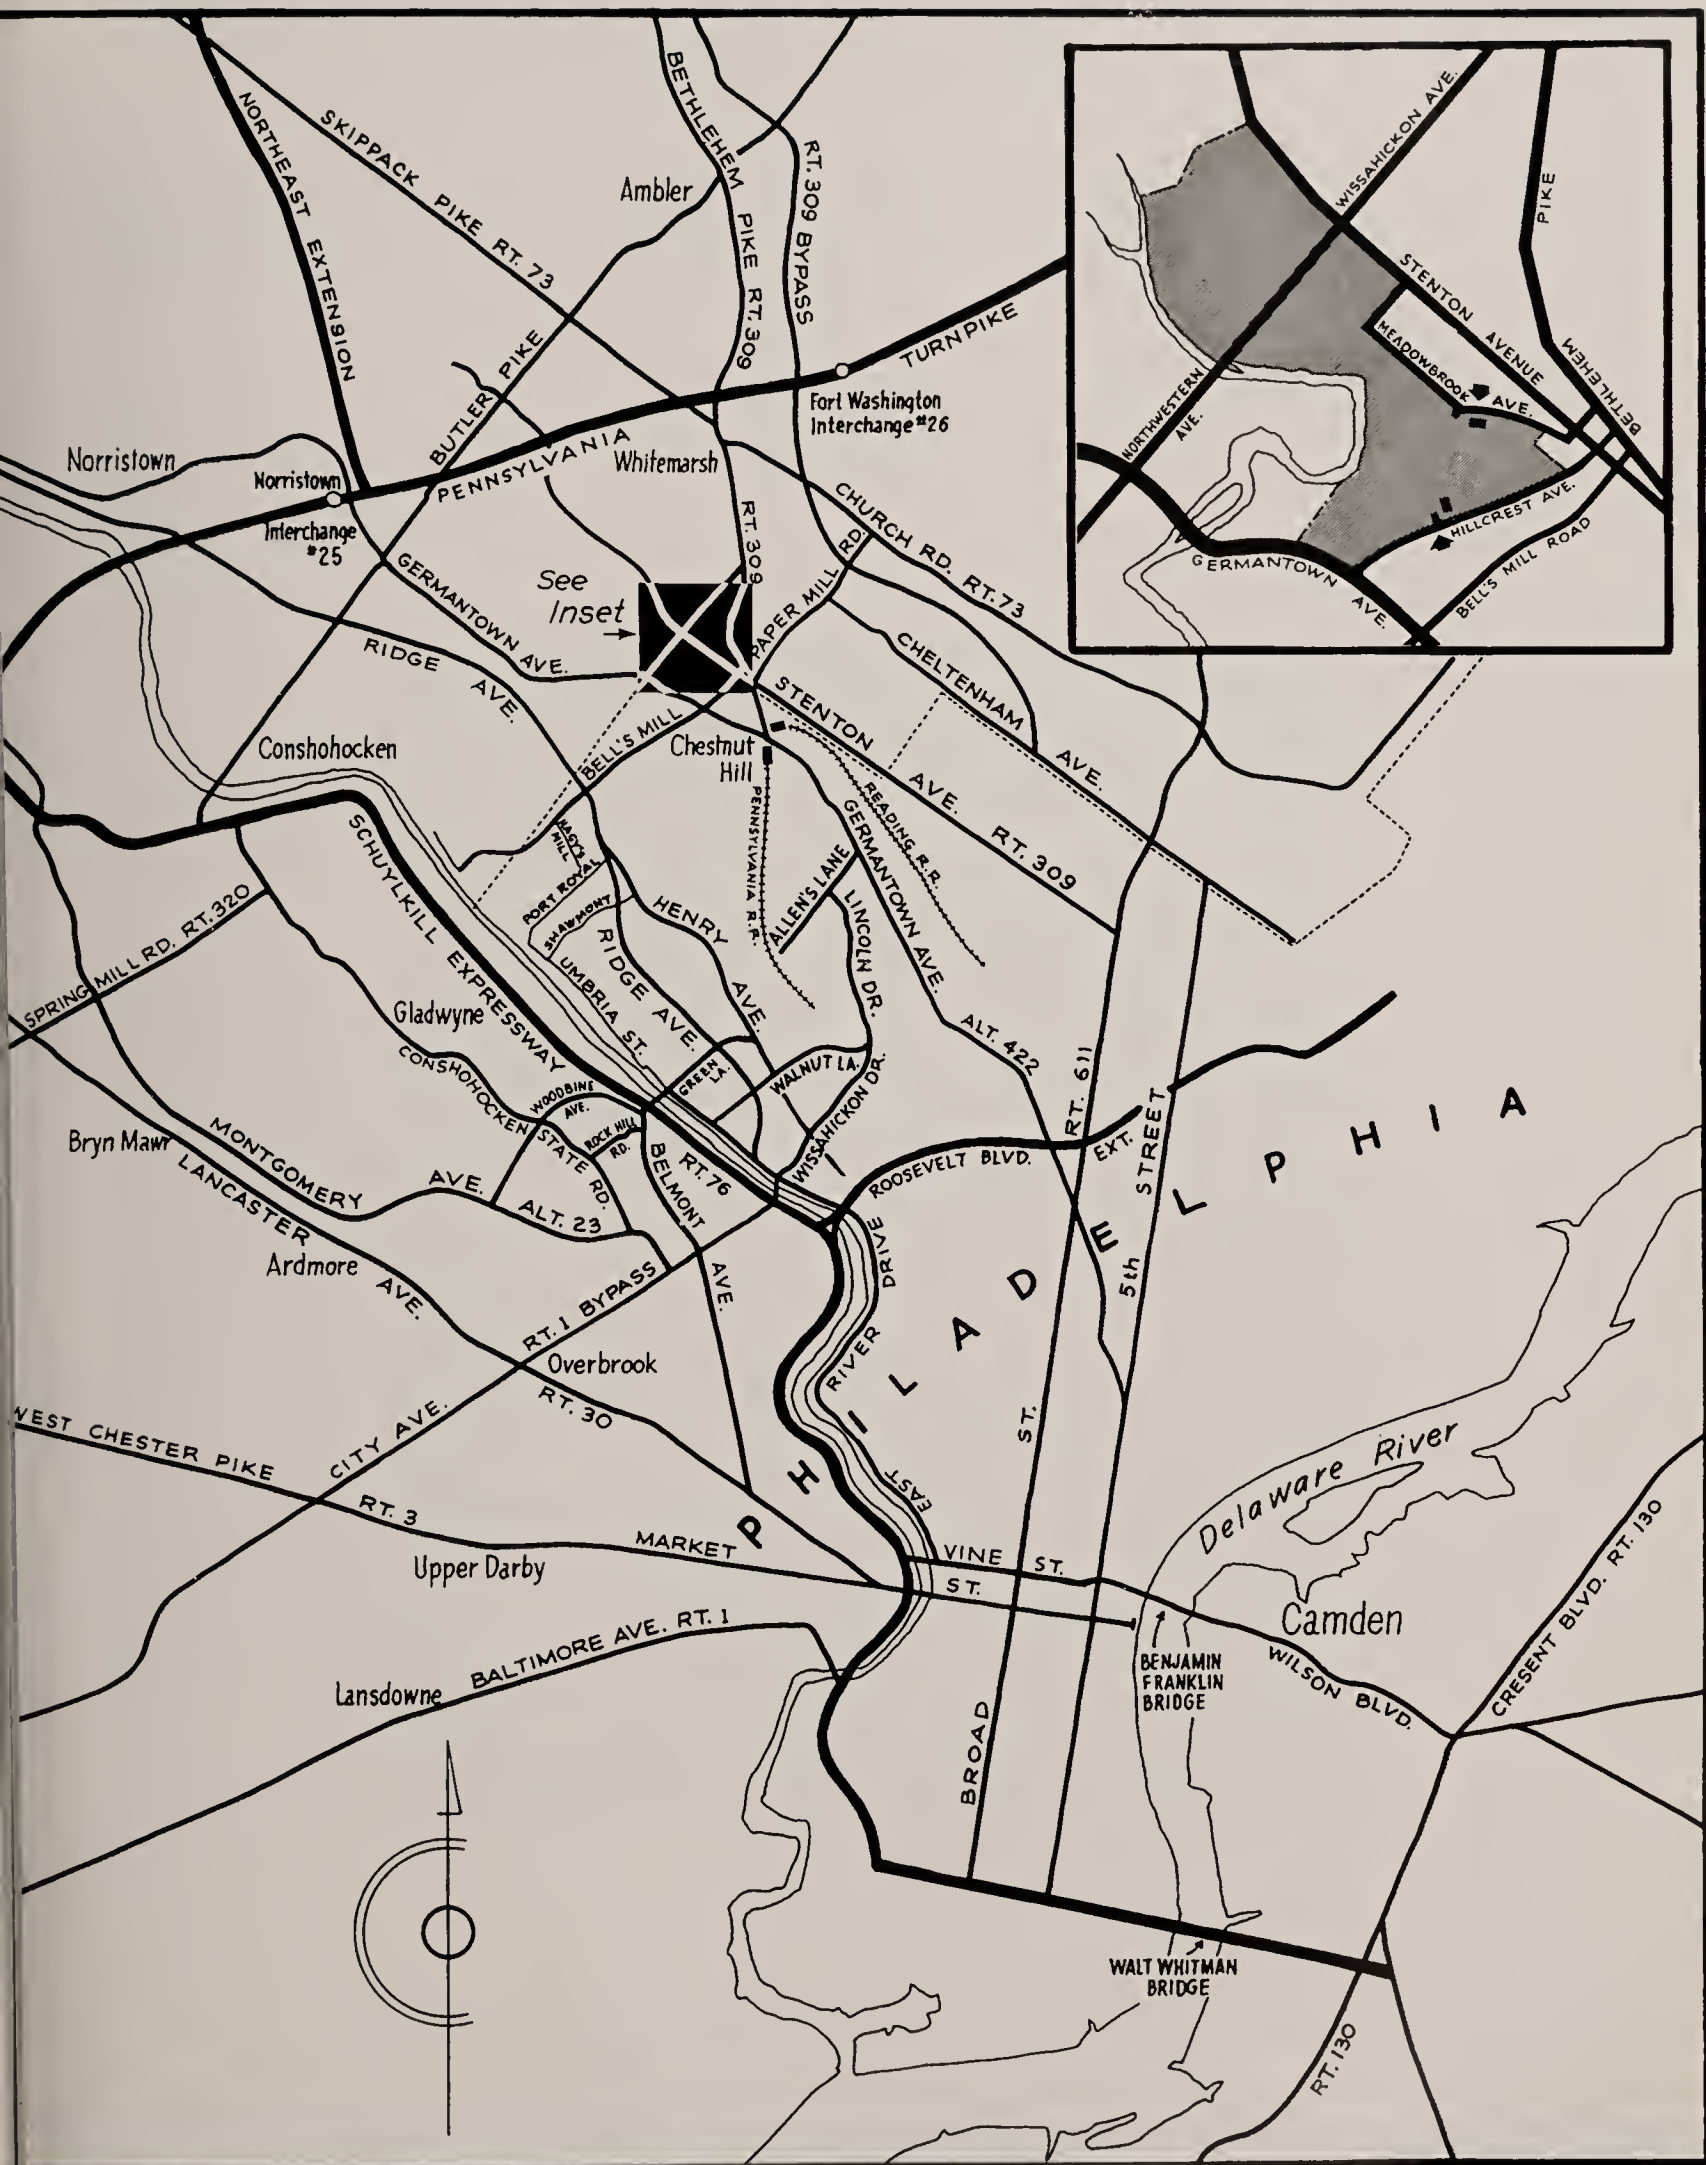 NORTHEAST EXTENSION
SKIPPACK PIKE RT. 73
BETHLEHEM PIKE RT. 309
RT. 309 BYPASS
Ambler
BUTLER PIKE
PENNSYLVANIA
TURNPIKE
Fort Washington
Interchange #26
Whitemarsh
Norristown
Norristown
Interchange
#25
RT. 309
CHURCH RD. RT. 73
GERMANTOWN AVE.
See
Inset
PAPER MILL RD.
RIDGE AVE.
CHELTENHAM AVE.
STENTON AVE. RT. 309
BELL'S MILL
Chestnut
Hill
Conshohocken
PENNSYLVANIA R.R.
READING R.R.
GERMANTOWN AVE.
ALLEN'S LANE
LINCOLN DR.
SCHUYLKILL EXPRESSWAY
NAGY'S
MILL
PORT ROYAL
SHAWMONT
HENRY AVE.
RIDGE AVE.
UMBRIA ST.
SPRING MILL RD. RT. 320
Gladwyne
CONSHOHOCKEN STATE RD.
WOODBINE
AVE.
ROCK HILL
RD.
GREEN
LA.
WALNUT LA.
WISSAHICKON DR.
ALT. 422
RT. 611
5th STREET
ROOSEVELT BLVD.
EXT.
Bryn Mawr
MONTGOMERY AVE.
ALT. 23
LANCASTER AVE.
Ardmore
BELMONT AVE.
RT. 76
RT. 1 BYPASS
CITY AVE.
Overbrook
RT. 30
EAST RIVER DRIVE
PHILADELPHIA
WEST CHESTER PIKE
RT. 3
Upper Darby
MARKET ST.
VINE ST.
BROAD ST.
BALTIMORE AVE. RT. 1
Lansdowne
Delaware River
Camden
BENJAMIN
FRANKLIN
BRIDGE
WILSON BLVD.
CRESENT BLVD. RT. 130
WALT WHITMAN
BRIDGE
RT. 130
WISSAHICKON AVE.
BETHLEHEM PIKE
STENTON AVENUE
MEADOWBROOK AVE.
NORTHWESTERN
AVE.
HILLCREST AVE.
BELL'S MILL ROAD
GERMANTOWN AVE.